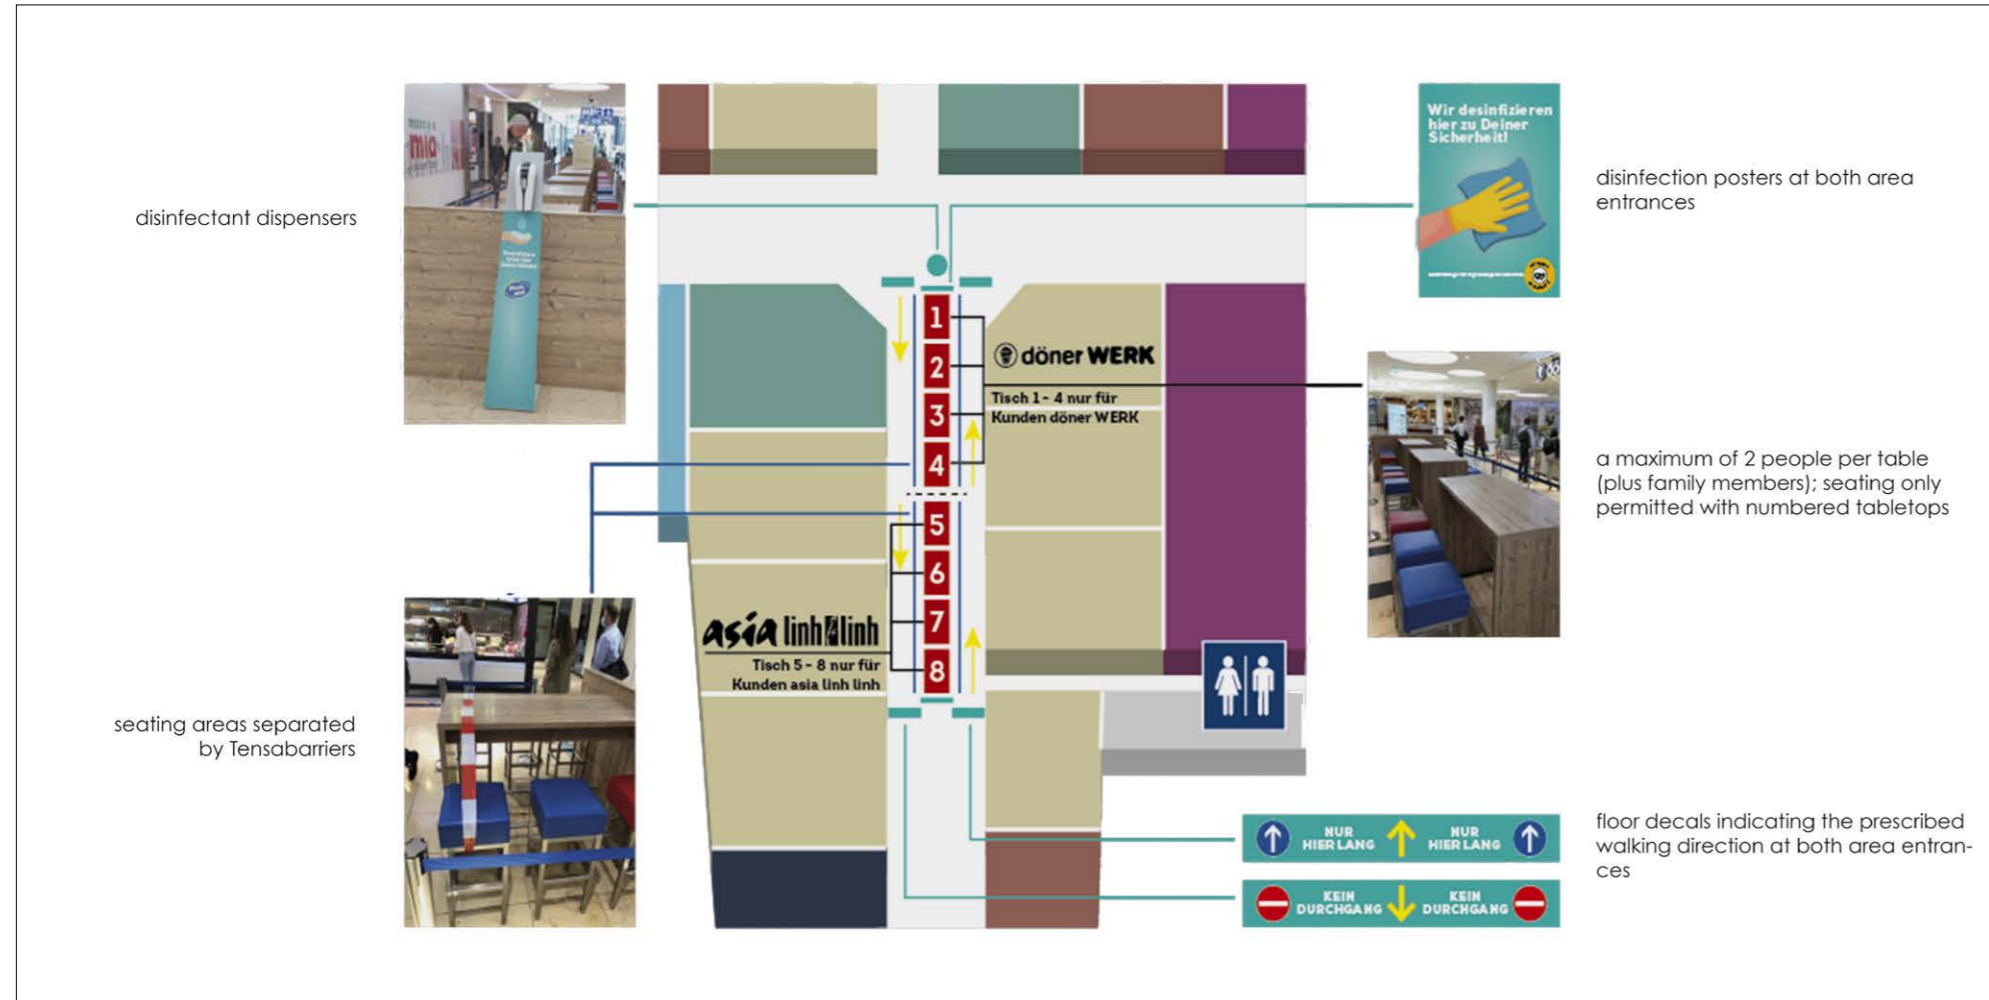 disinfectant dispensers
mia
Wir desinfizieren
hier zu Deiner
Sicherheit!
disinfection posters at both area
entrances
1
2
3
4
döner WERK
Tisch 1 - 4 nur für
Kunden döner WERK
a maximum of 2 people per table
(plus family members); seating only
permitted with numbered tabletops
5
6
7
8
asia linh linh
Tisch 5 - 8 nur für
Kunden asia linh linh
seating areas separated
by Tensabarriers
NUR
HIER LANG
NUR
HIER LANG
KEIN
DURCHGANG
KEIN
DURCHGANG
floor decals indicating the prescribed
walking direction at both area entran-
ces